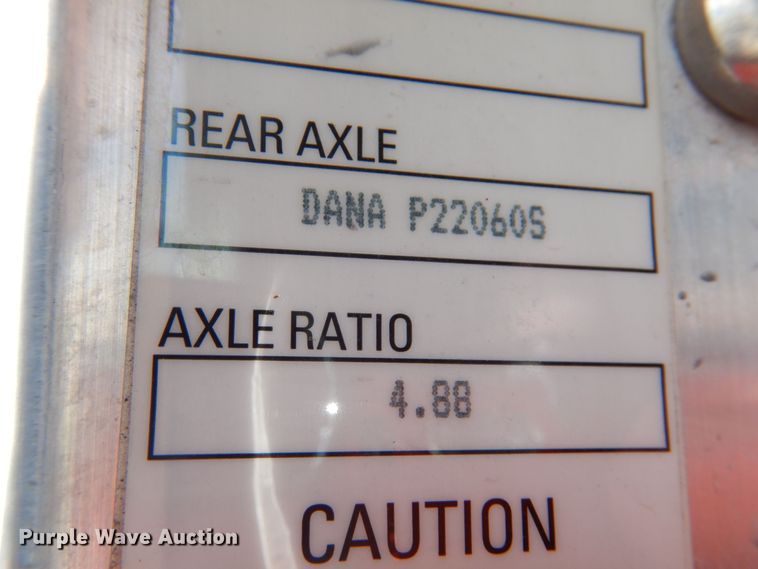 REAR AXLE
DANA P22060S
AXLE RATIO
4.88
CAUTION
Purple Wave Auction